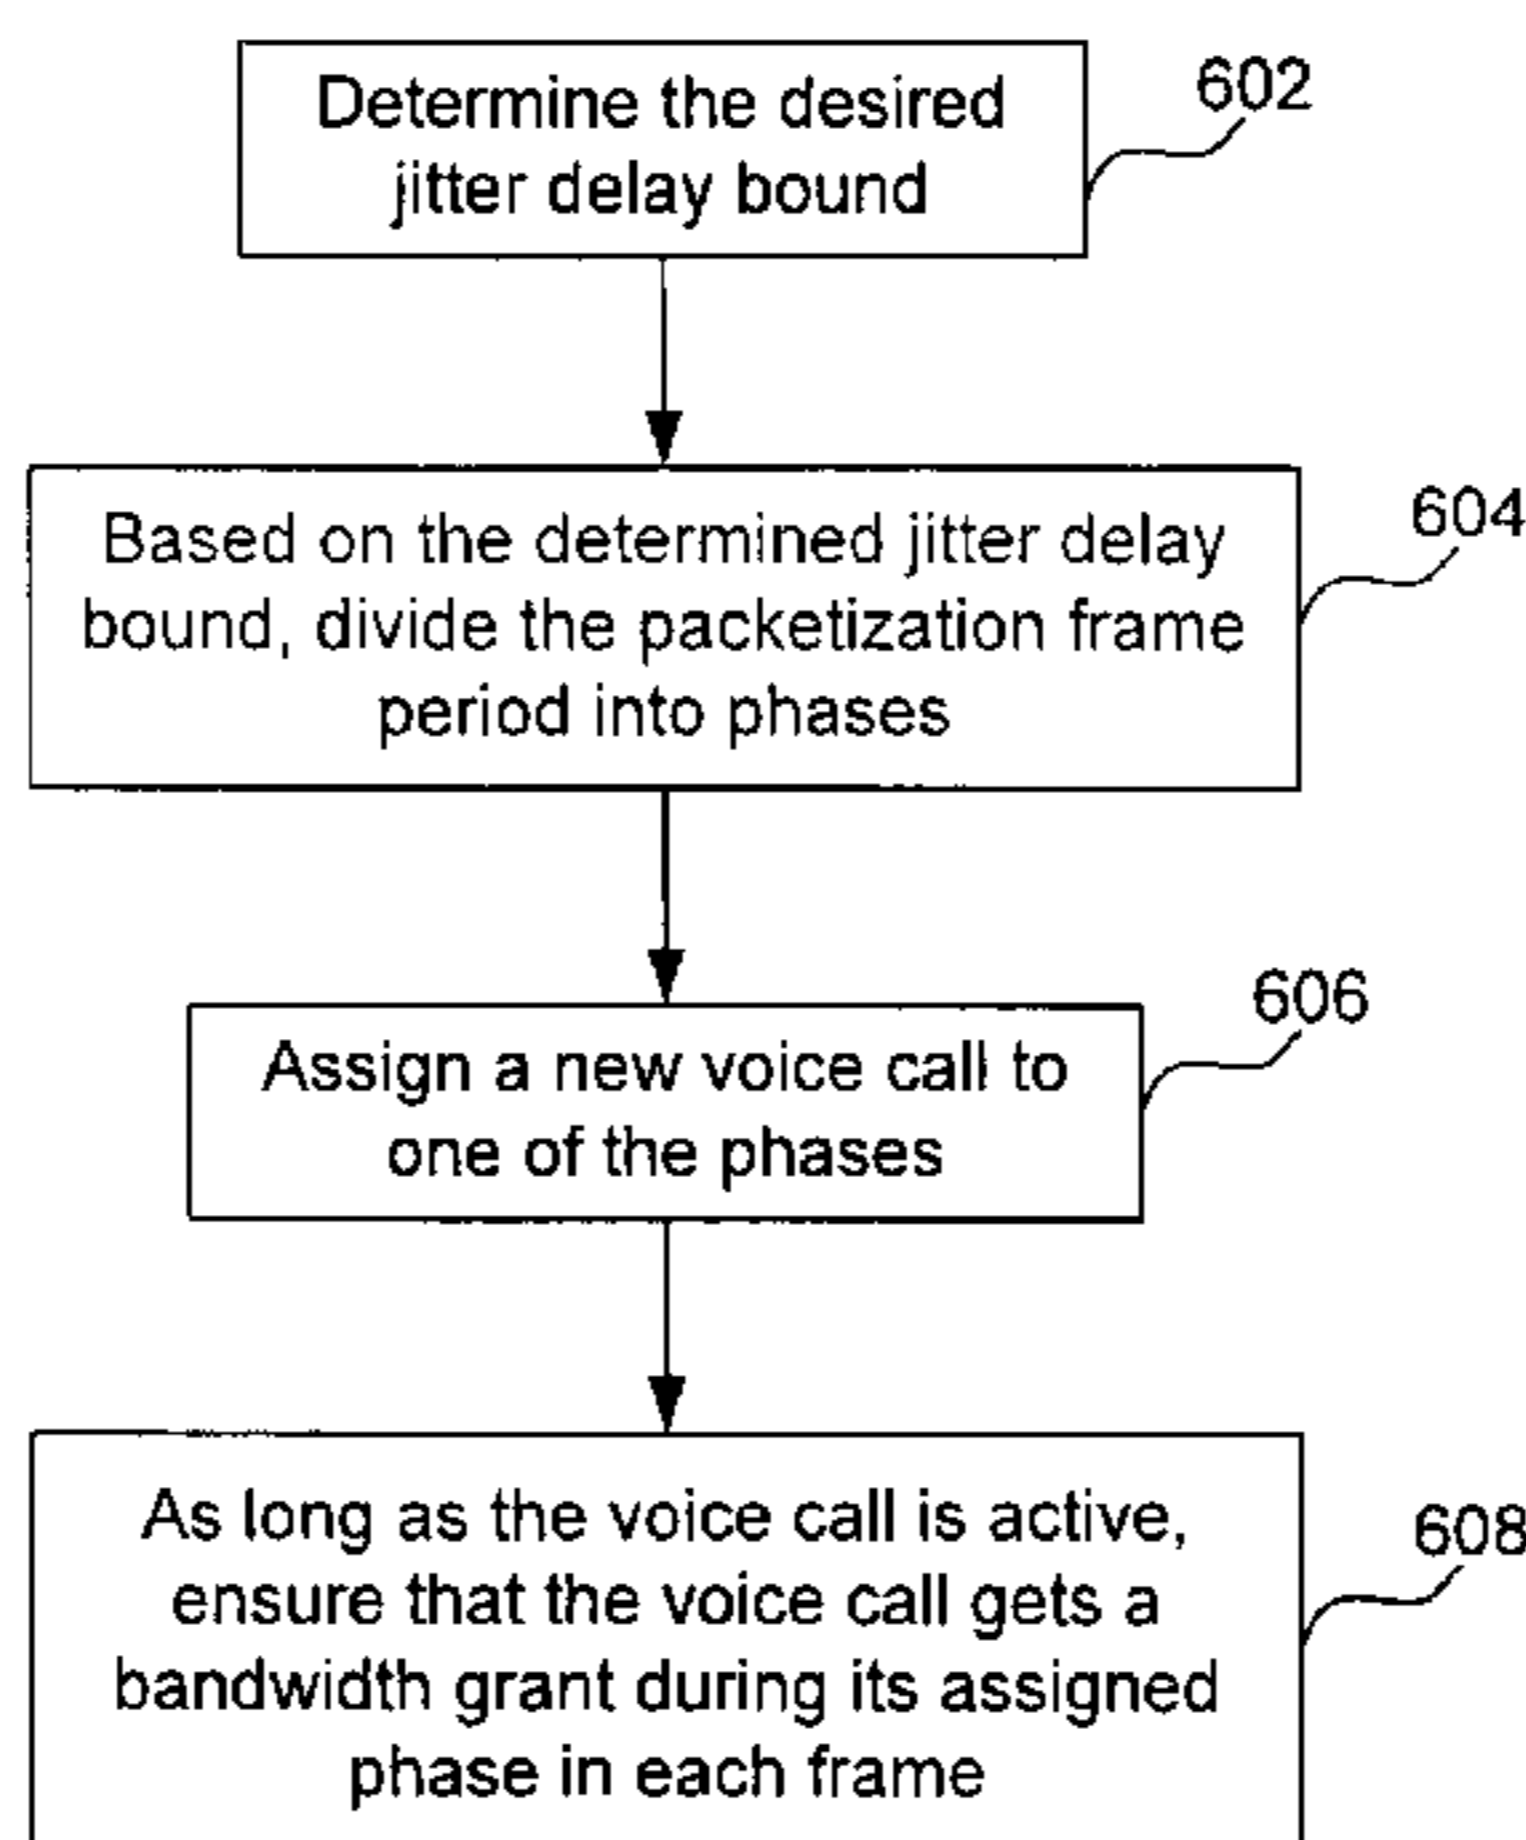 Determine the desired
jitter delay bound
602
Based on the determined jitter delay
bound, divide the packetization frame
period into phases
604
Assign a new voice call to
one of the phases
606
As long as the voice call is active,
ensure that the voice call gets a
bandwidth grant during its assigned
phase in each frame
608